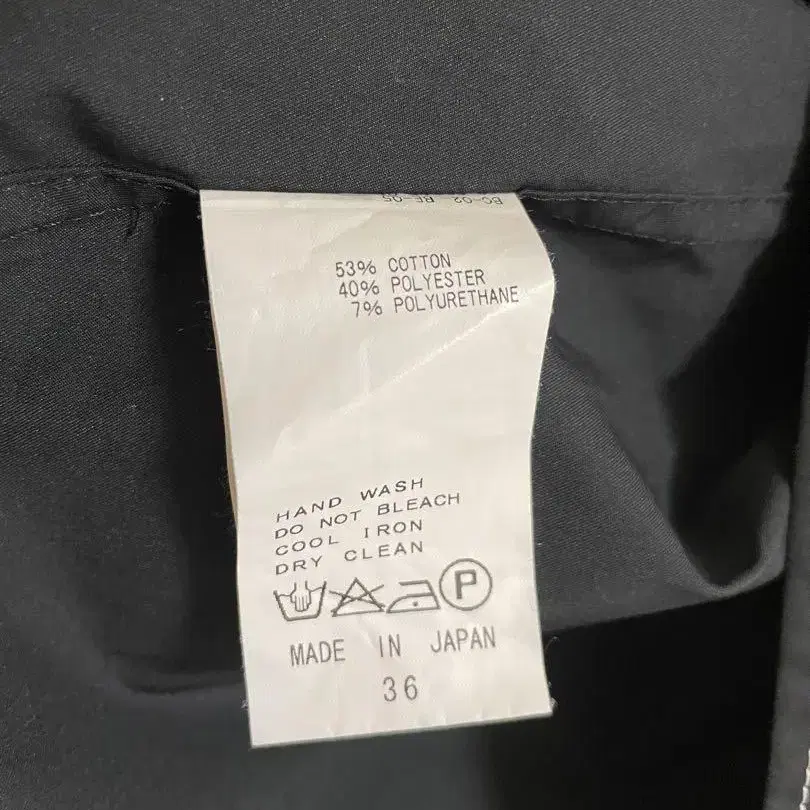 53% COTTON
40% POLYESTER
7% POLYURETHANE
HAND WASH
DO NOT BLEACH
COOL IRON
DRY CLEAN
P
MADE IN JAPAN
36